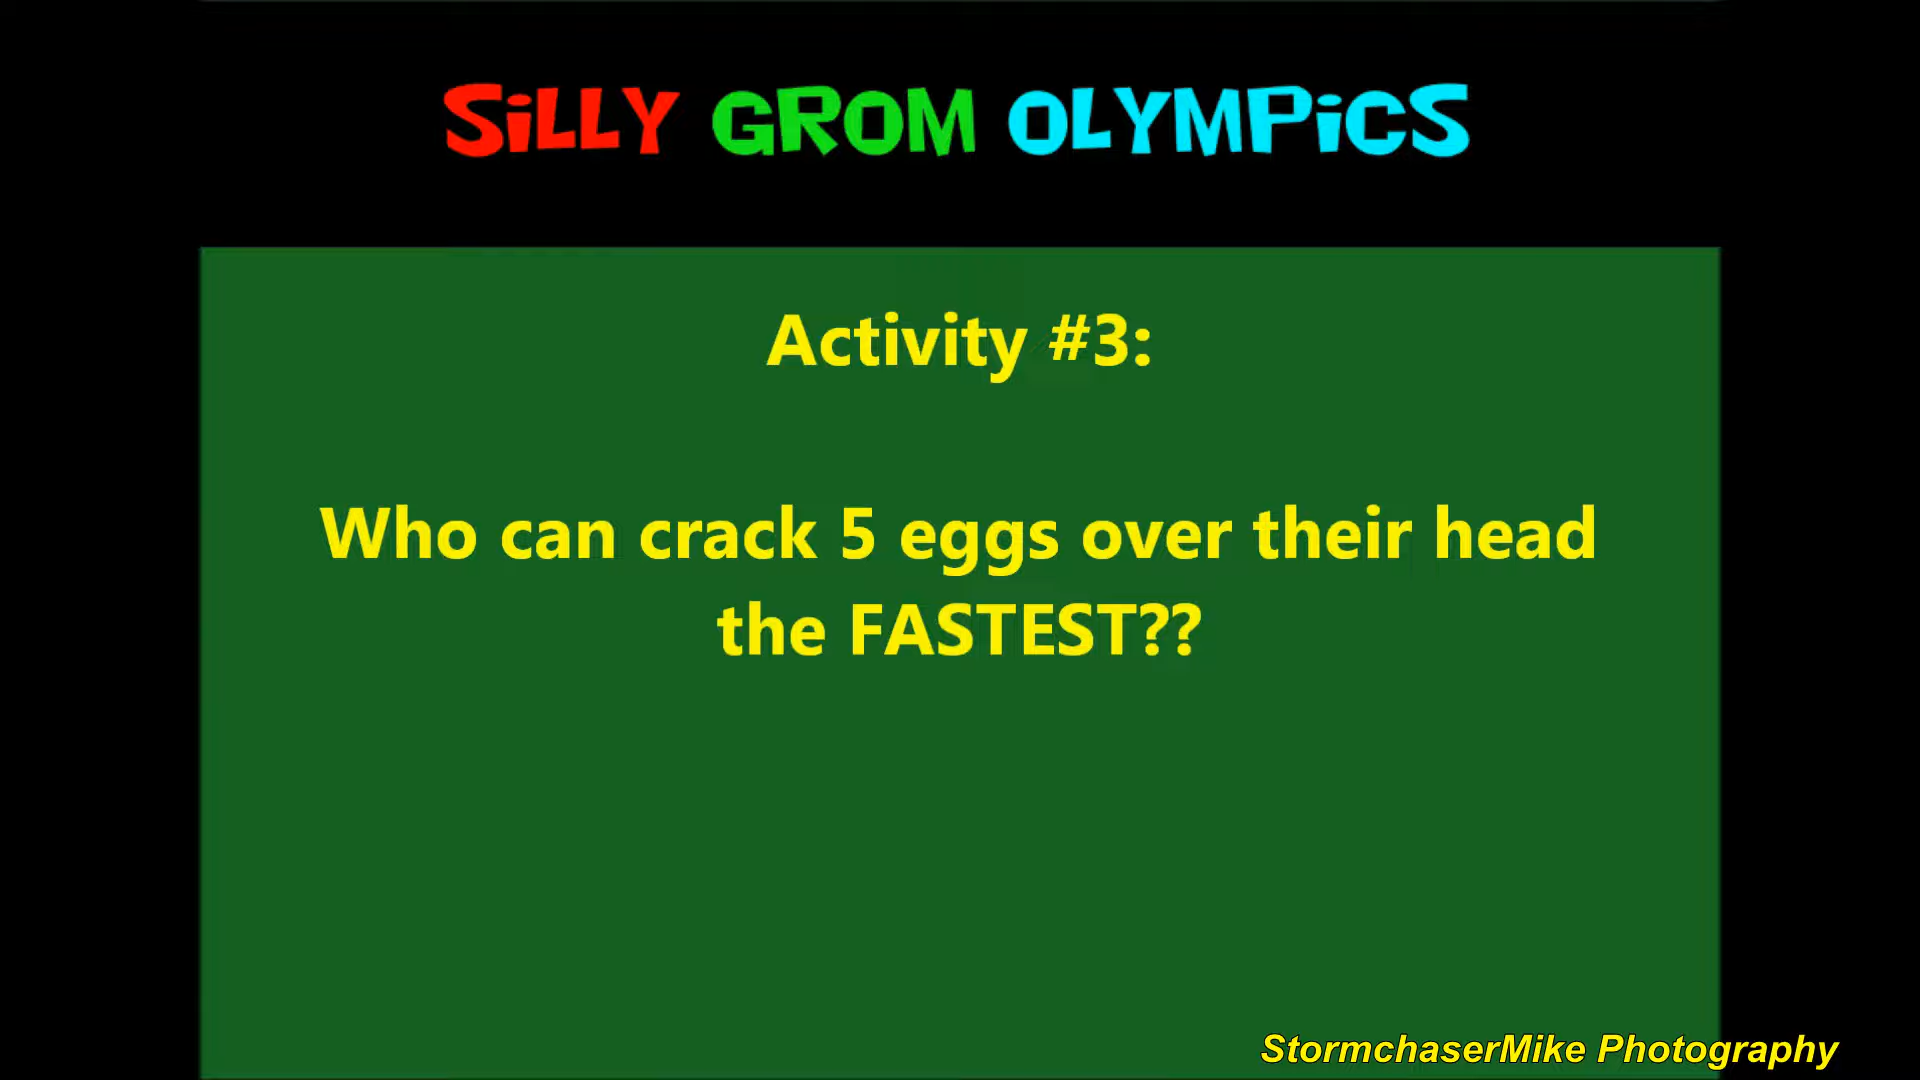 SiLLY GROM OLYMPiCS
Activity #3:
Who can crack 5 eggs over their head
the FASTEST??
StormchaserMike Photography